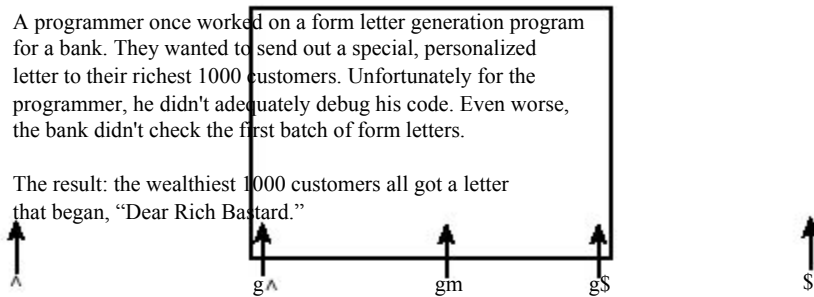 A programmer once worked on a form letter generation program
for a bank. They wanted to send out a special, personalized
letter to their richest 1000 customers. Unfortunately for the
programmer, he didn't adequately debug his code. Even worse,
the bank didn't check the first batch of form letters.
The result: the wealthiest 1000 customers all got a letter
that began, “Dear Rich Bastard.”
^ g^ gm g$ $